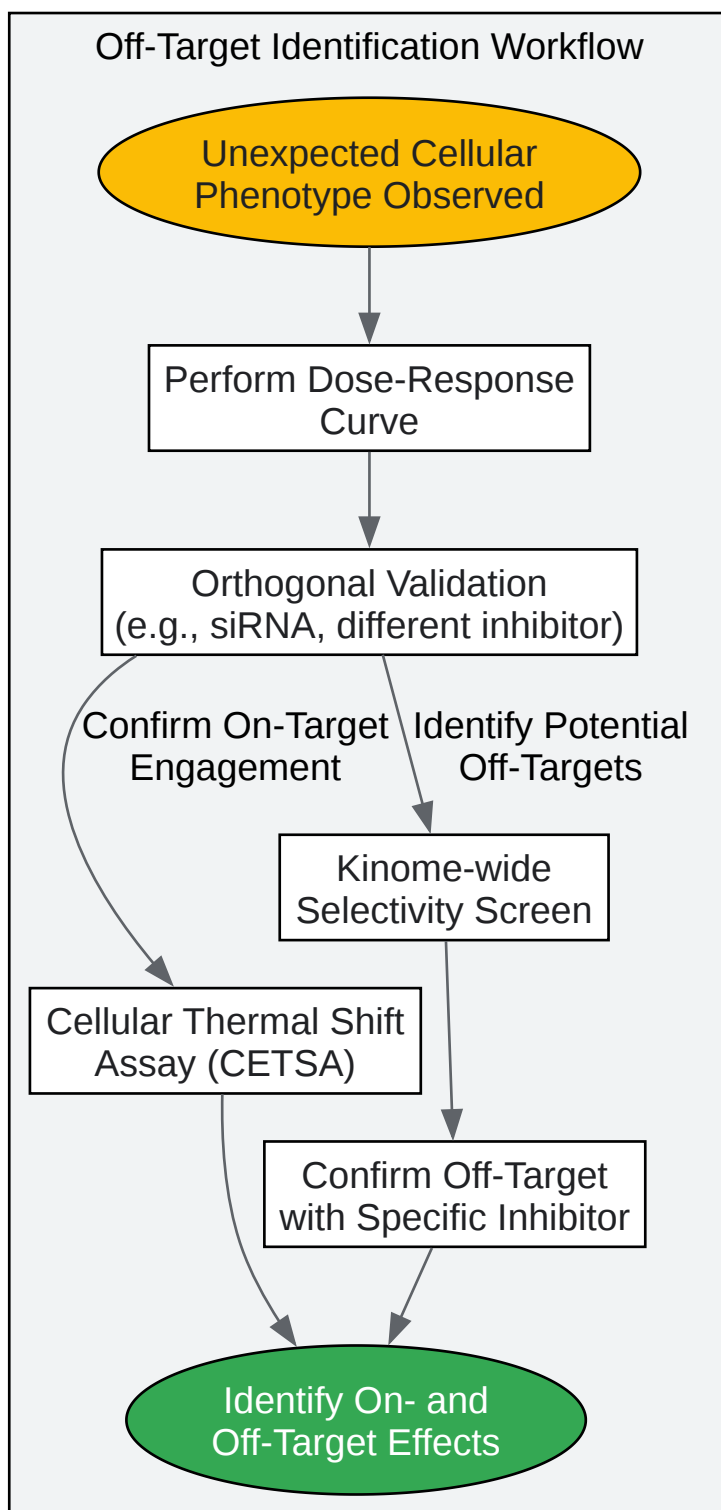 Off-Target Identification Workflow
Unexpected Cellular
Phenotype Observed
Perform Dose-Response
Curve
Orthogonal Validation
(e.g., siRNA, different inhibitor)
Confirm On-Target
Engagement
Identify Potential
Off-Targets
Kinome-wide
Selectivity Screen
Cellular Thermal Shift
Assay (CETSA)
Confirm Off-Target
with Specific Inhibitor
Identify On- and
Off-Target Effects